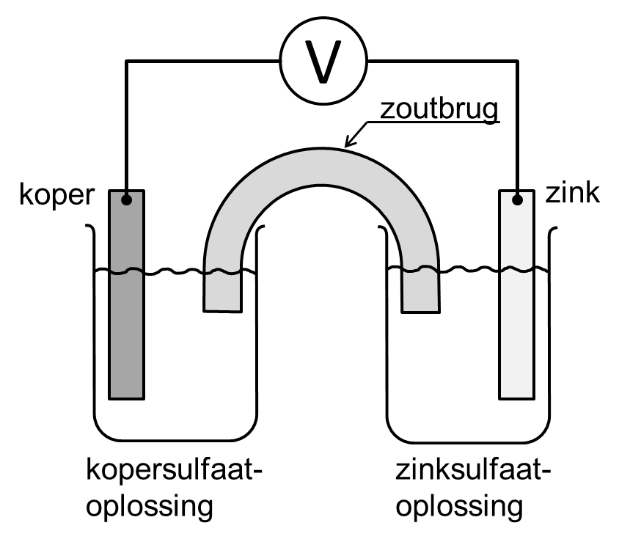 V
zoutbrug
koper
zink
kopersulfaat-
oplossing
zinksulfaat-
oplossing